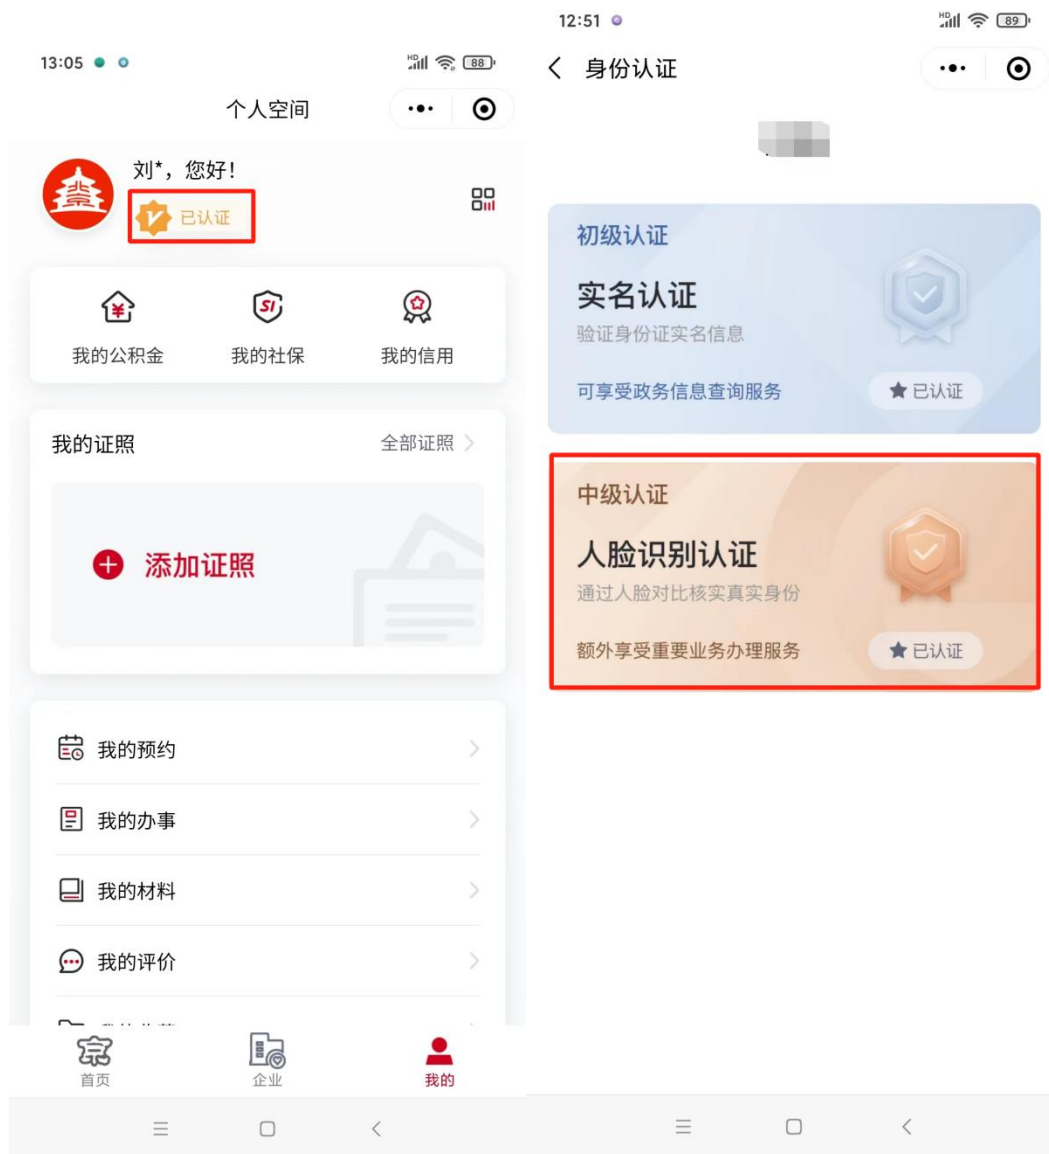 13:05
HD
88
个人空间
刘*，您好！
已认证
我的公积金
SI
我的社保
我的信用
我的证照
全部证照
添加证照
我的预约
我的办事
我的材料
我的评价
京
首页
企业
我的
12:51
HD
89
身份认证
初级认证
实名认证
验证身份证实名信息
可享受政务信息查询服务
已认证
中级认证
人脸识别认证
通过人脸对比核实真实身份
额外享受重要业务办理服务
已认证